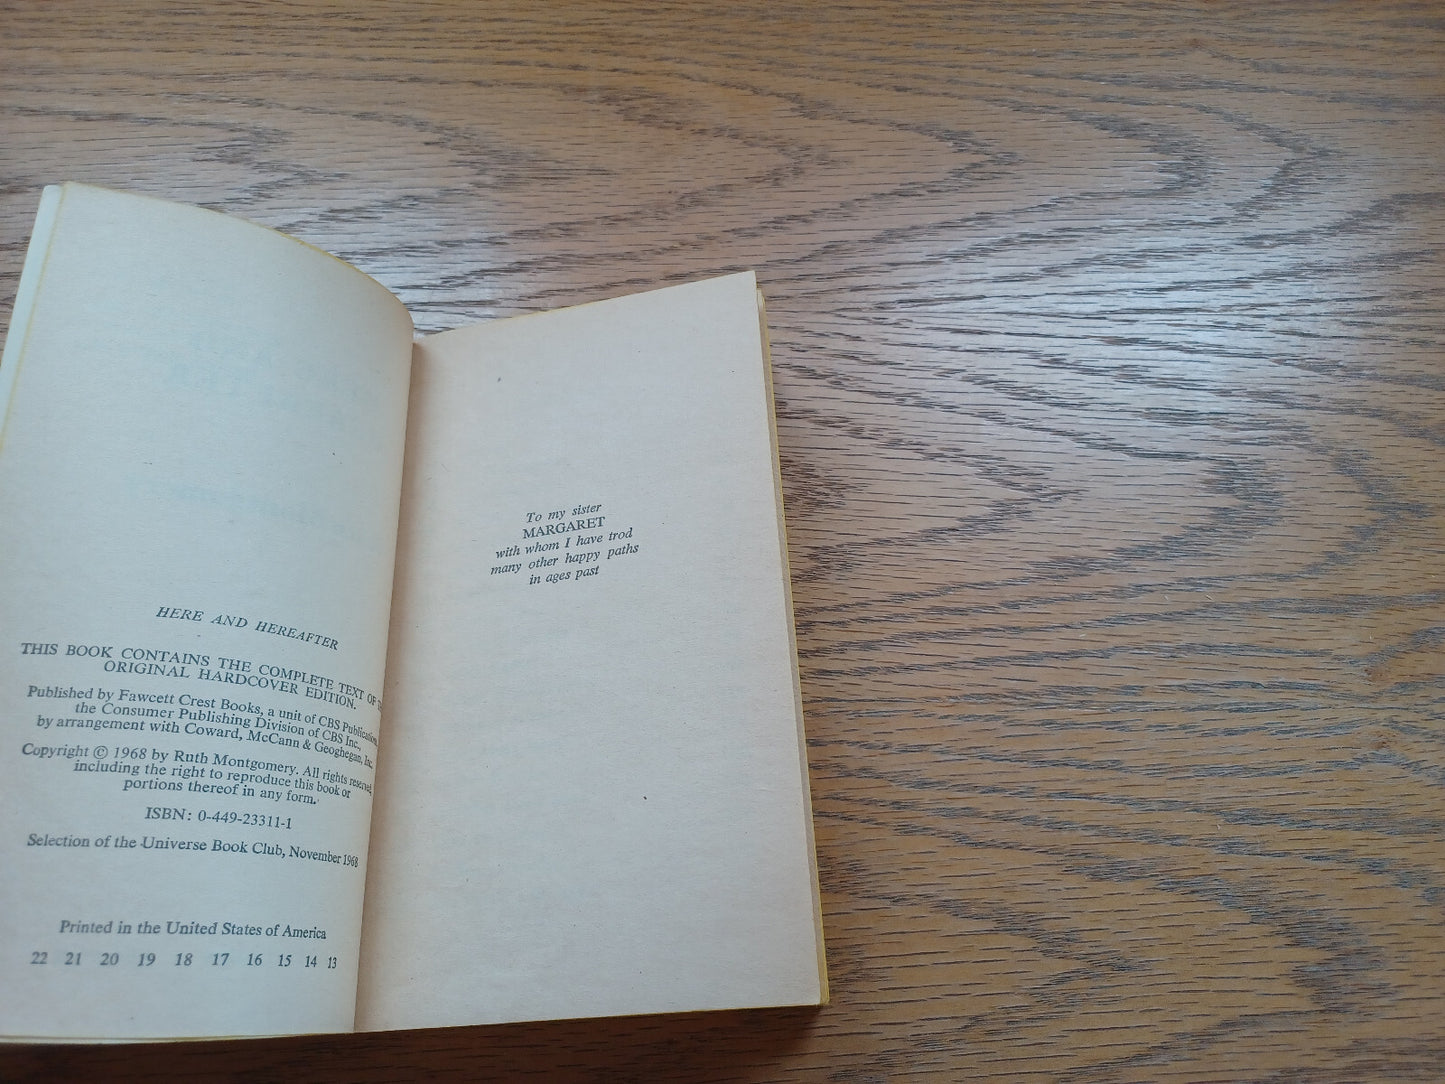 HERE AND HEREAFTER
THIS BOOK CONTAINS THE COMPLETE TEXT OF
ORIGINAL HARDCOVER EDITION.
Published by Fawcett Crest Books, a unit of CBS Publications,
the Consumer Publishing Division of CBS Inc.,
by arrangement with Coward, McCann & Geoghegan, Inc.
Copyright © 1968 by Ruth Montgomery. All rights reserved,
including the right to reproduce this book or
portions thereof in any form.
ISBN: 0-449-23311-1
Selection of the Universe Book Club, November 1968
Printed in the United States of America
22 21 20 19 18 17 16 15 14 13
To my sister
MARGARET
with whom I have trod
many other happy paths
in ages past